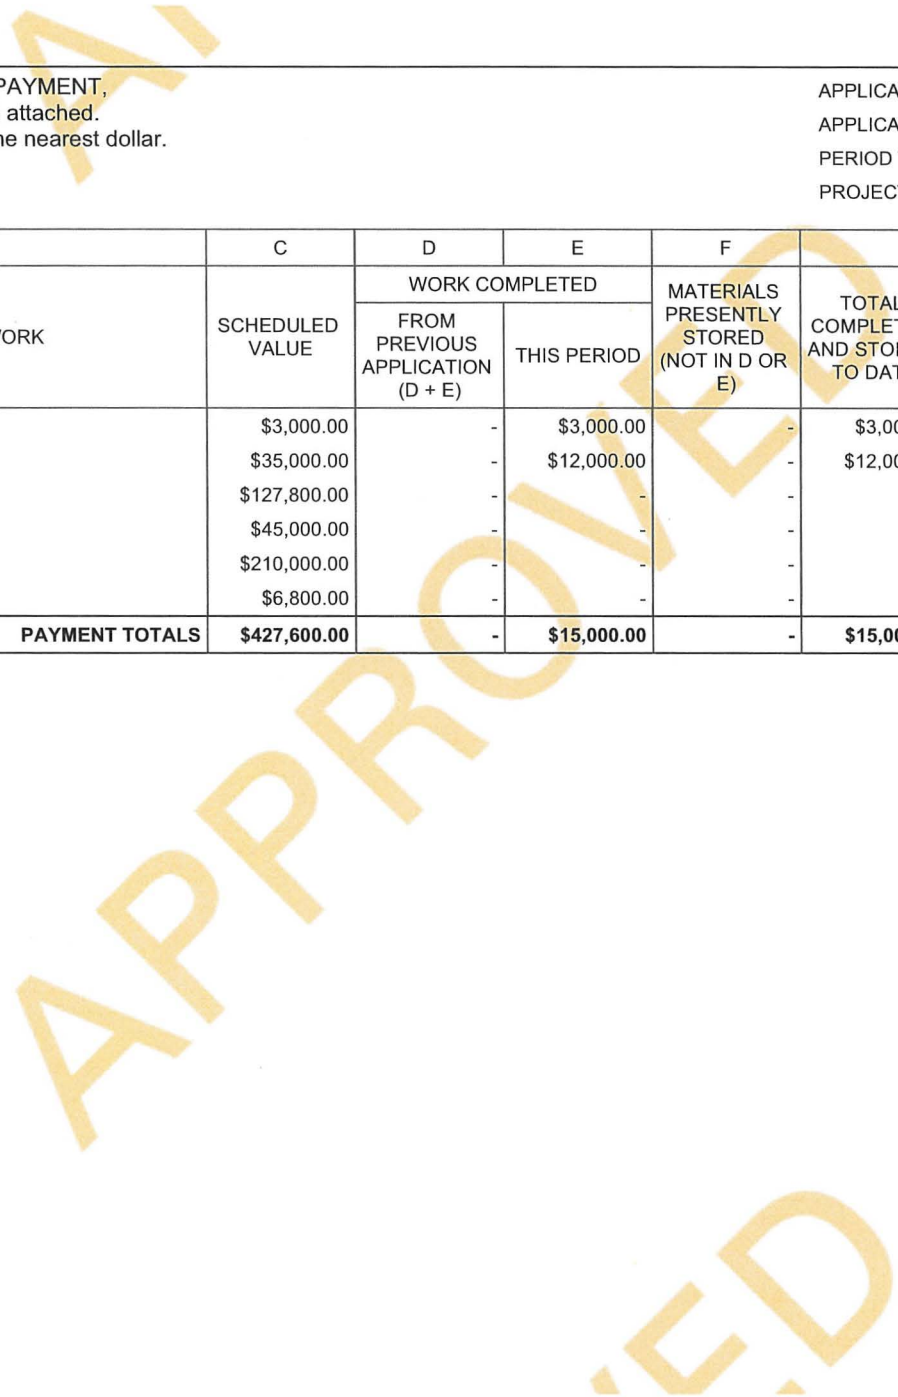 PAYMENT,
attached.
nearest dollar.
APPLICA
APPLICA
PERIOD
PROJEC
C D E F
WORK COMPLETED
ORK
SCHEDULED
VALUE
FROM
PREVIOUS
APPLICATION
(D + E)
THIS PERIOD
MATERIALS
PRESENTLY
STORED
(NOT IN D OR
E)
TOTAL
COMPLET
AND STO
TO DAT
$3,000.00 - $3,000.00 - $3,00
$35,000.00 - $12,000.00 - $12,00
$127,800.00 - - -
$45,000.00 - - -
$210,000.00 - - -
$6,800.00 - - -
PAYMENT TOTALS $427,600.00 - $15,000.00 - $15,00
APPROVED